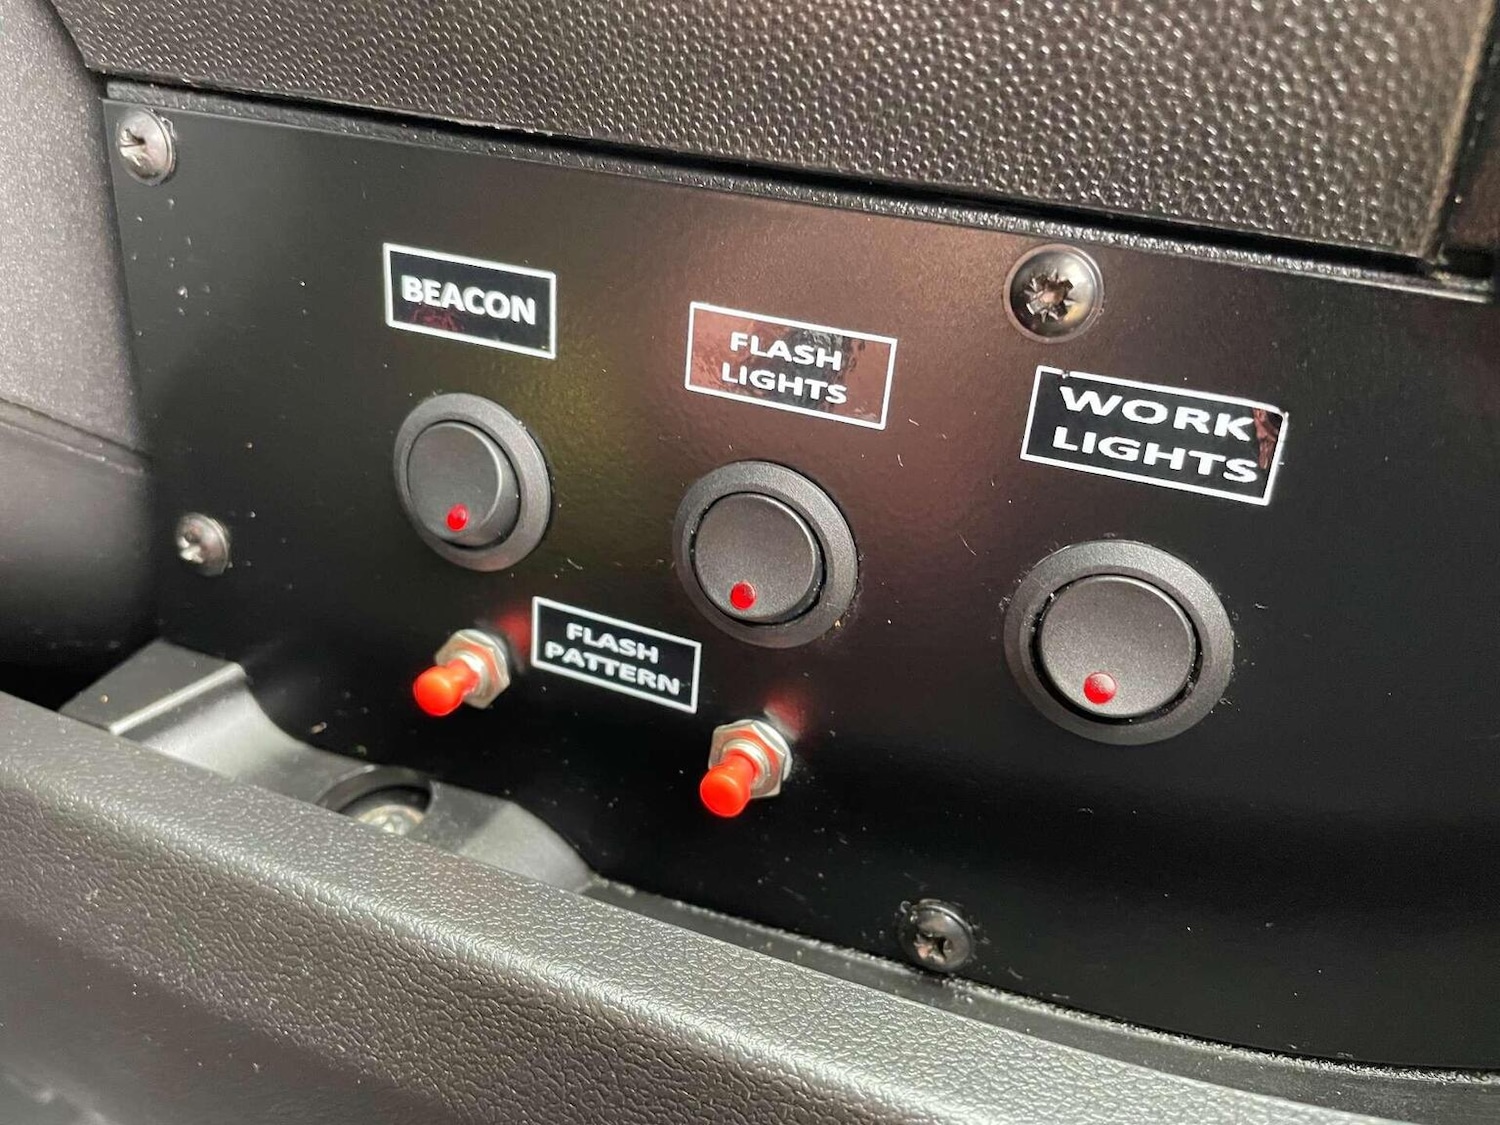 BEACON
FLASH
LIGHTS
WORK
LIGHTS
FLASH
PATTERN